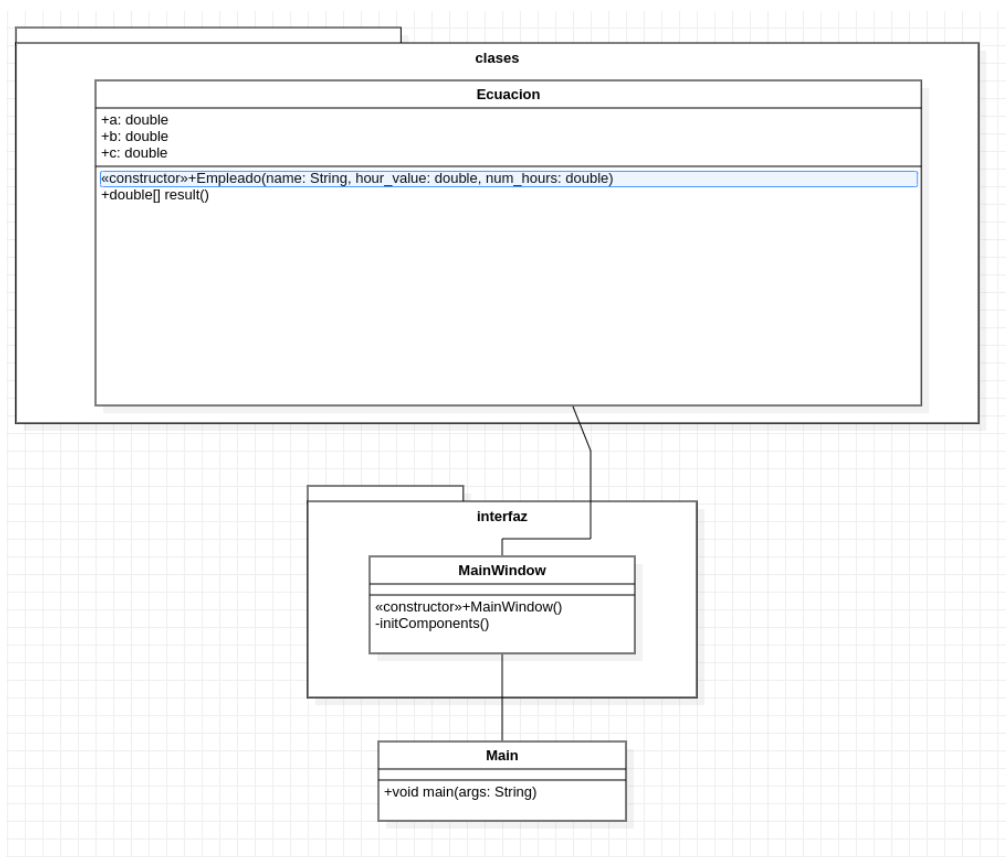 clases
Ecuacion
+a: double
+b: double
+c: double
«constructor»+Empleado(name: String, hour_value: double, num_hours: double)
+double[] result()
interfaz
MainWindow
«constructor»+MainWindow()
-initComponents()
Main
+void main(args: String)